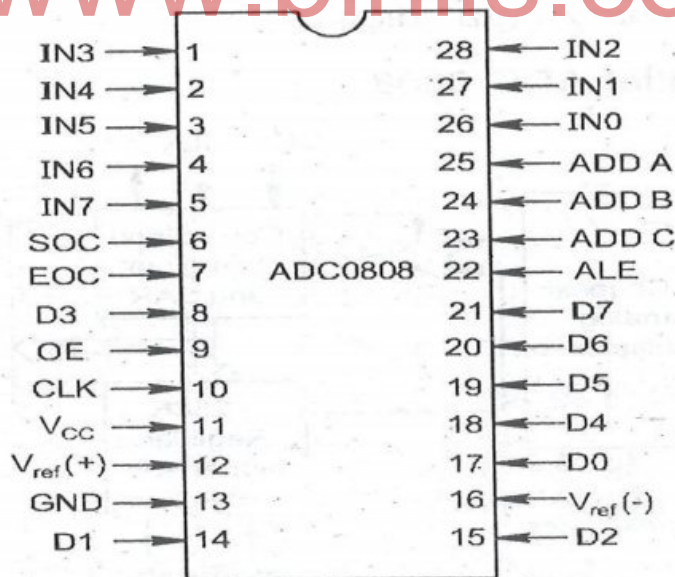 IN3 1 28 IN2
IN4 2 27 IN1
IN5 3 26 IN0
IN6 4 25 ADD A
IN7 5 24 ADD B
SOC 6 23 ADD C
EOC 7 ADC0808 22 ALE
D3 8 21 D7
OE 9 20 D6
CLK 10 19 D5
VCC 11 18 D4
Vref(+) 12 17 D0
GND 13 16 Vref(-)
D1 14 15 D2